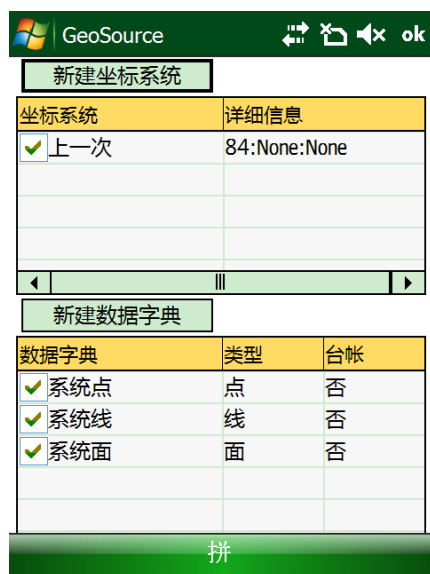 GeoSource ok
新建坐标系统
坐标系统 详细信息
上一次 84:None:None
新建数据字典
数据字典 类型 台帐
系统点 点 否
系统线 线 否
系统面 面 否
拼